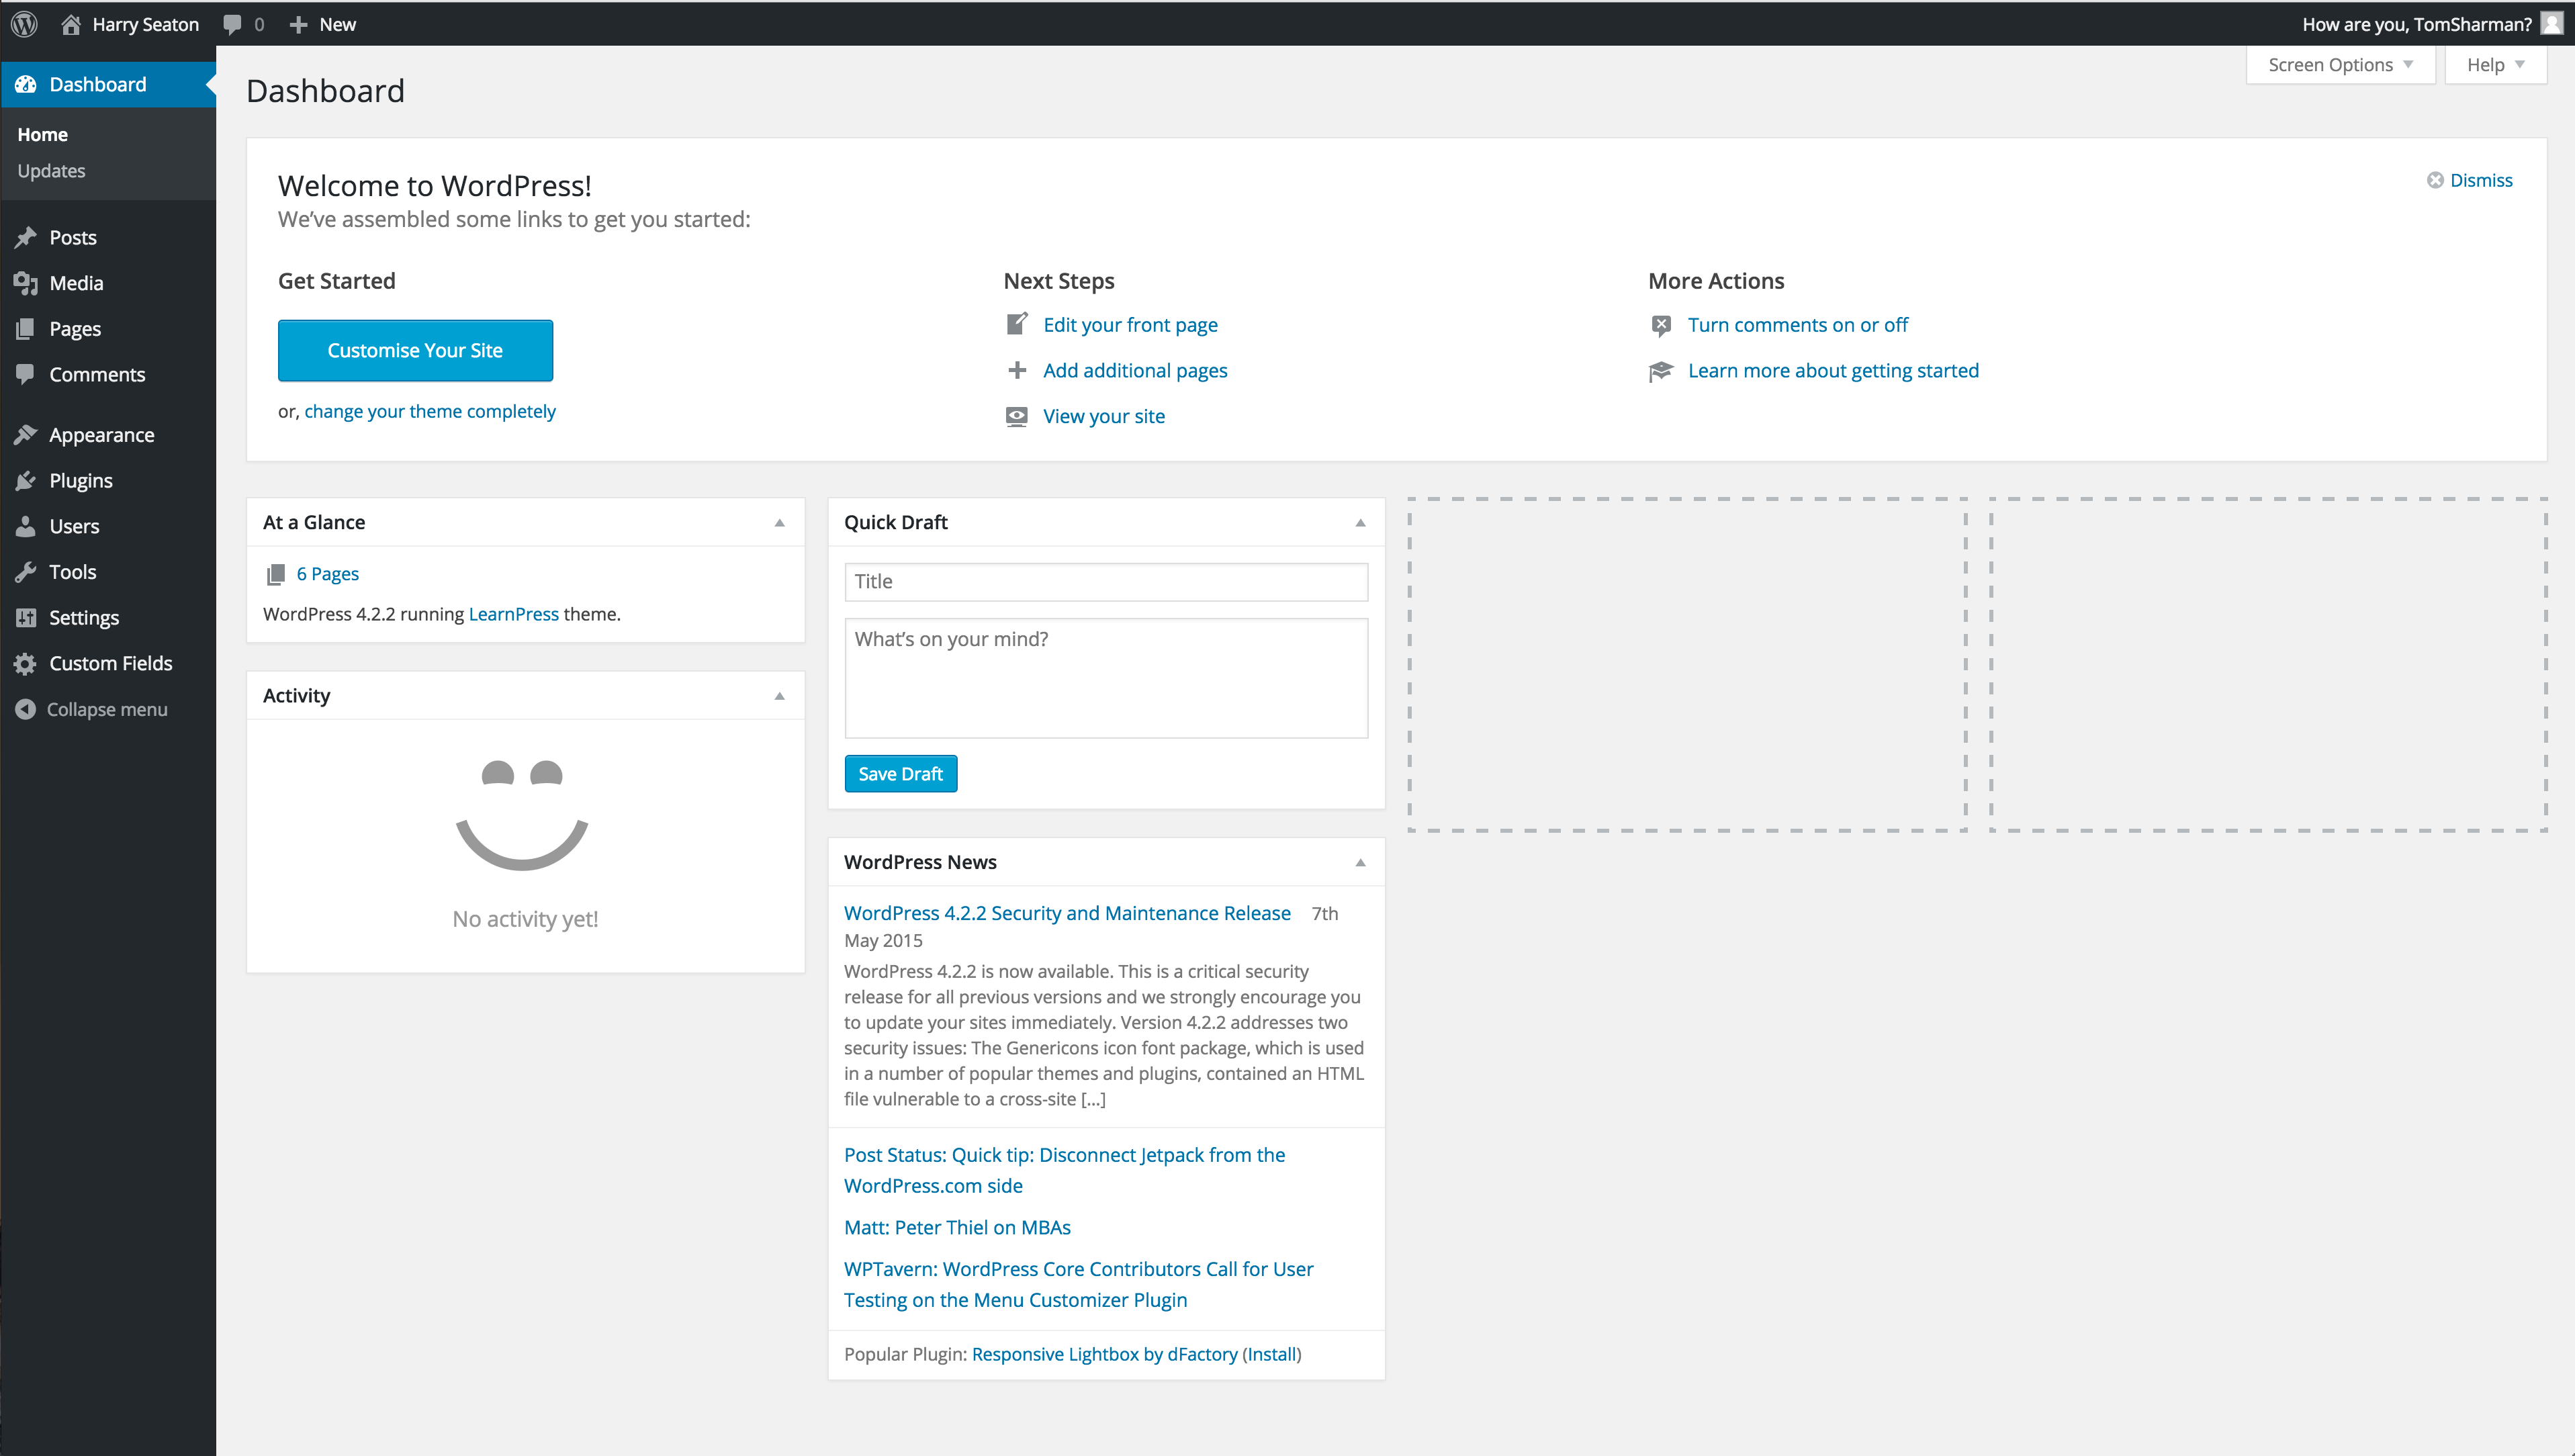 Harry Seaton
0
New
How are you, TomSharman?
Dashboard
Home
Updates
Posts
Media
Pages
Comments
Appearance
Plugins
Users
Tools
Settings
Custom Fields
Collapse menu
Screen Options
Help
Dashboard
Welcome to WordPress!
We’ve assembled some links to get you started:
Dismiss
Get Started
Customise Your Site
or, change your theme completely
Next Steps
Edit your front page
Add additional pages
View your site
More Actions
Turn comments on or off
Learn more about getting started
At a Glance
6 Pages
WordPress 4.2.2 running LearnPress theme.
Activity
No activity yet!
Quick Draft
Title
What’s on your mind?
Save Draft
WordPress News
WordPress 4.2.2 Security and Maintenance Release 7th
May 2015
WordPress 4.2.2 is now available. This is a critical security
release for all previous versions and we strongly encourage you
to update your sites immediately. Version 4.2.2 addresses two
security issues: The Genericons icon font package, which is used
in a number of popular themes and plugins, contained an HTML
file vulnerable to a cross-site […]
Post Status: Quick tip: Disconnect Jetpack from the
WordPress.com side
Matt: Peter Thiel on MBAs
WPTavern: WordPress Core Contributors Call for User
Testing on the Menu Customizer Plugin
Popular Plugin: Responsive Lightbox by dFactory (Install)